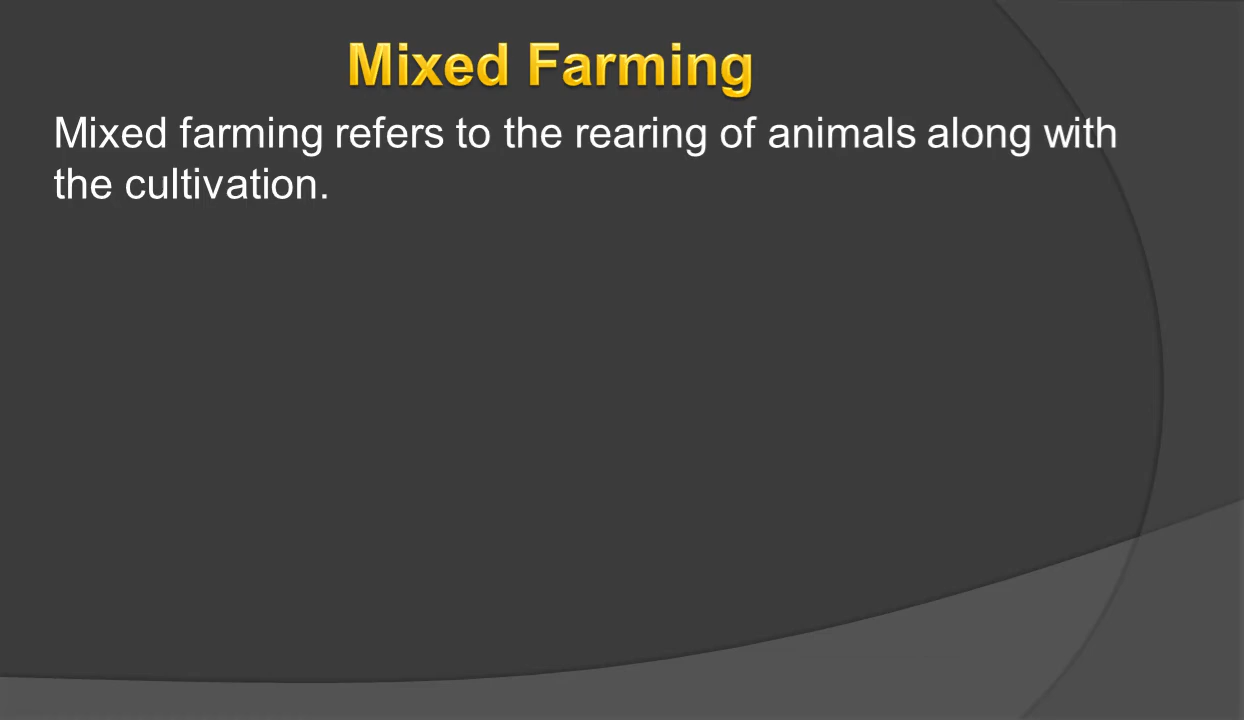 Mixed Farming
Mixed farming refers to the rearing of animals along with
the cultivation.